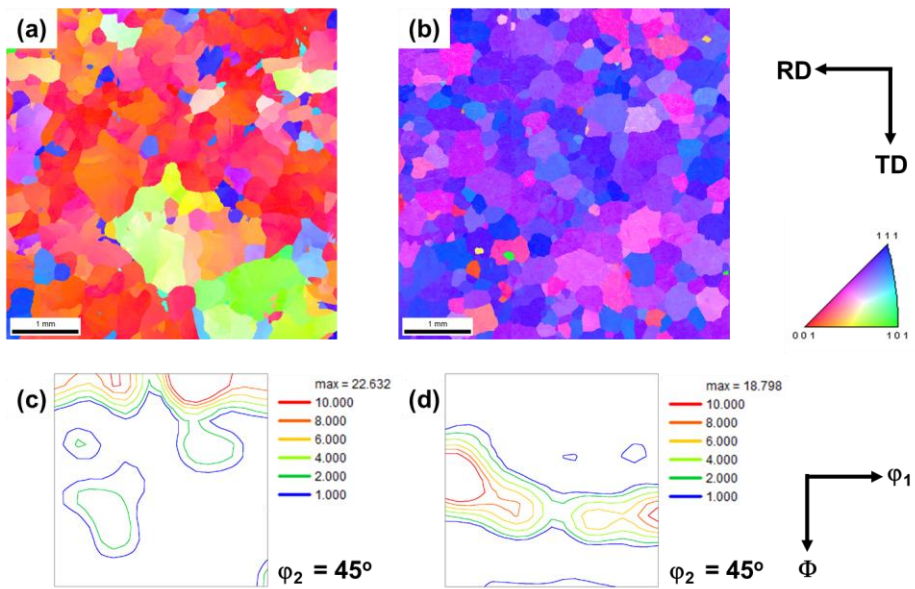 (a)
1 mm
(b)
1 mm
RD
TD
1 1 1
0 0 1
1 0 1
(c)
max = 22.632
10.000
8.000
6.000
4.000
2.000
1.000
φ₂ = 45º
(d)
max = 18.798
10.000
8.000
6.000
4.000
2.000
1.000
φ₂ = 45º
φ₁
Φ